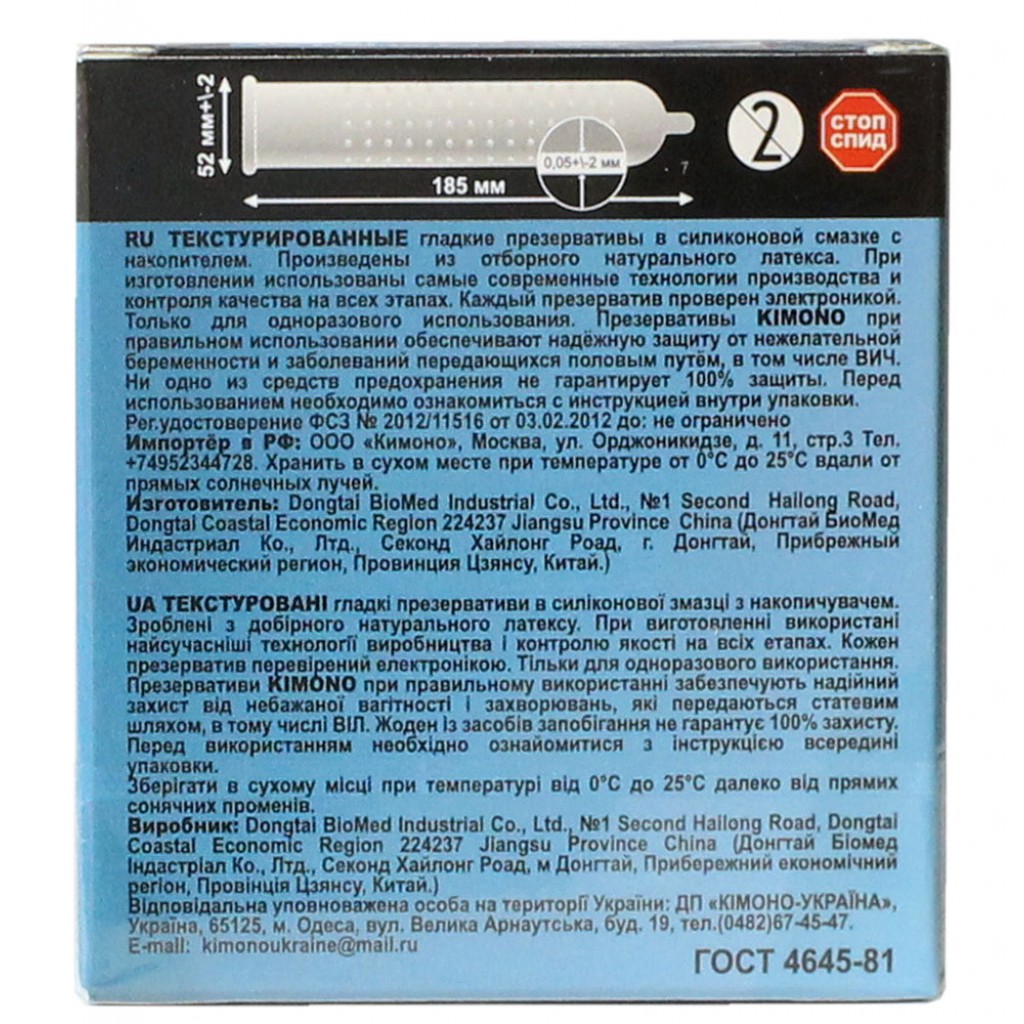 52 мм+\-2
0,05+\-2 мм
7
185 мм
2
СТОП
СПИД
RU ТЕКСТУРИРОВАННЫЕ гладкие презервативы в силиконовой смазке с
накопителем. Произведены из отборного натурального латекса. При
изготовлении использованы самые современные технологии производства и
контроля качества на всех этапах. Каждый презерватив проверен электроникой.
Только для одноразового использования. Презервативы KIMONO при
правильном использовании обеспечивают надёжную защиту от нежелательной
беременности и заболеваний передающихся половым путём, в том числе ВИЧ.
Ни одно из средств предохранения не гарантирует 100% защиты. Перед
использованием необходимо ознакомиться с инструкцией внутри упаковки.
Рег.удостоверение ФСЗ № 2012/11516 от 03.02.2012 до: не ограничено
Импортёр в РФ: ООО «Кимоно», Москва, ул. Орджоникидзе, д. 11, стр.3 Тел.
+74952344728. Хранить в сухом месте при температуре от 0°С до 25°С вдали от
прямых солнечных лучей.
Изготовитель: Dongtai BioMed Industrial Co., Ltd., №1 Second Hailong Road,
Dongtai Coastal Economic Region 224237 Jiangsu Province China (Донгтай БиоМед
Индастриал Ко., Лтд., Секонд Хайлонг Роад, г. Донгтай, Прибрежный
экономический регион, Провинция Цзянсу, Китай.)
UA ТЕКСТУРОВАНІ гладкі презервативи в силіконової змазці з накопичувачем.
Зроблені з добірного натурального латексу. При виготовленні використані
найсучасніші технології виробництва і контролю якості на всіх етапах. Кожен
презерватив перевірений електронікою. Тільки для одноразового використання.
Презервативи KIMONO при правильному використанні забезпечують надійний
захист від небажаної вагітності і захворювань, які передаються статевим
шляхом, в тому числі ВІЛ. Жоден із засобів запобігання не гарантує 100% захисту.
Перед використанням необхідно ознайомитися з інструкцією всередині
упаковки.
Зберігати в сухому місці при температурі від 0°С до 25°С далеко від прямих
сонячних променів.
Виробник: Dongtai BioMed Industrial Co., Ltd., №1 Second Hailong Road, Dongtai
Coastal Economic Region 224237 Jiangsu Province China (Донгтай Біомед
Індастріал Ко., Лтд., Секонд Хайлонг Роад, м Донгтай, Прибережний економічний
регіон, Провінція Цзянсу, Китай.)
Відповідальна уповноважена особа на території України: ДП «КІМОНО-УКРАЇНА»,
Україна, 65125, м. Одеса, вул. Велика Арнаутська, буд. 19, тел.(0482)67-45-47.
E-mail: kimonoukraine@mail.ru
ГОСТ 4645-81